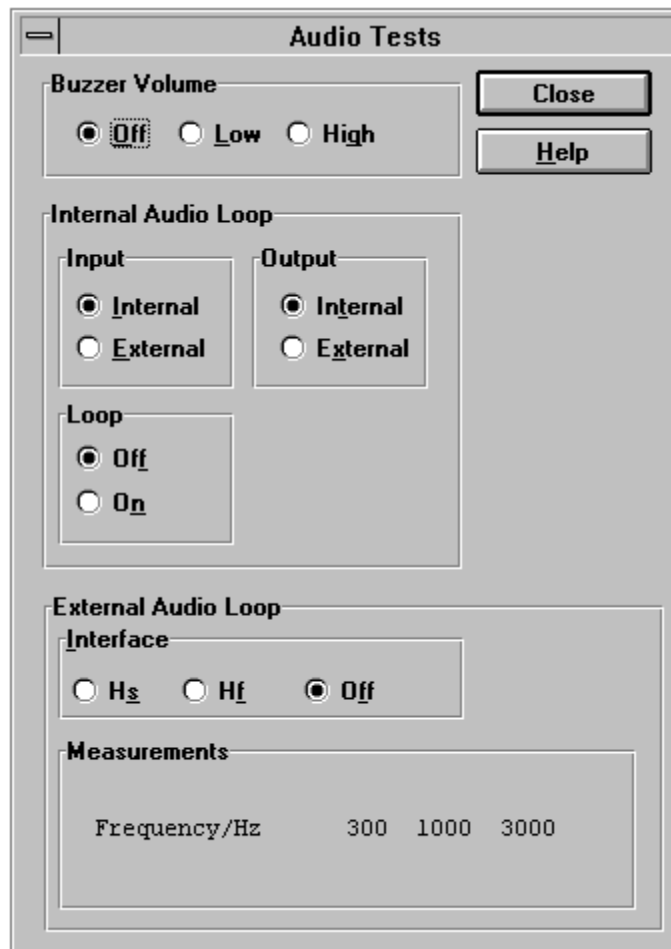 Audio Tests
Buzzer Volume
Off Low High
Close
Help
Internal Audio Loop
Input
Internal
External
Output
Internal
External
Loop
Off
On
External Audio Loop
Interface
Hs Hf Off
Measurements
Frequency/Hz 300 1000 3000